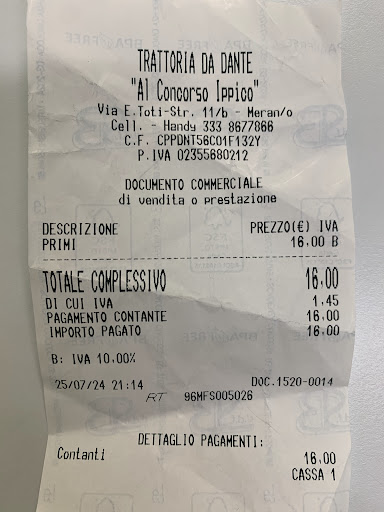 TRATTORIA DA DANTE
"Al Concorso Ippico"
Via E.Toti-Str. 11/b - Meran/o
Cell. - Handy 333 8677866
C.F. CPPDNT56C01F132Y
P.IVA 02355680212
DOCUMENTO COMMERCIALE
di vendita o prestazione
DESCRIZIONE PREZZO(€) IVA
PRIMI 16.00 B
TOTALE COMPLESSIVO 16,00
DI CUI IVA 1,45
PAGAMENTO CONTANTE 16,00
IMPORTO PAGATO 16,00
B: IVA 10,00%
25/07/24 21:14 DOC.1520-0014
RT 96MFS005026
DETTAGLIO PAGAMENTI:
Contanti 16,00
CASSA 1